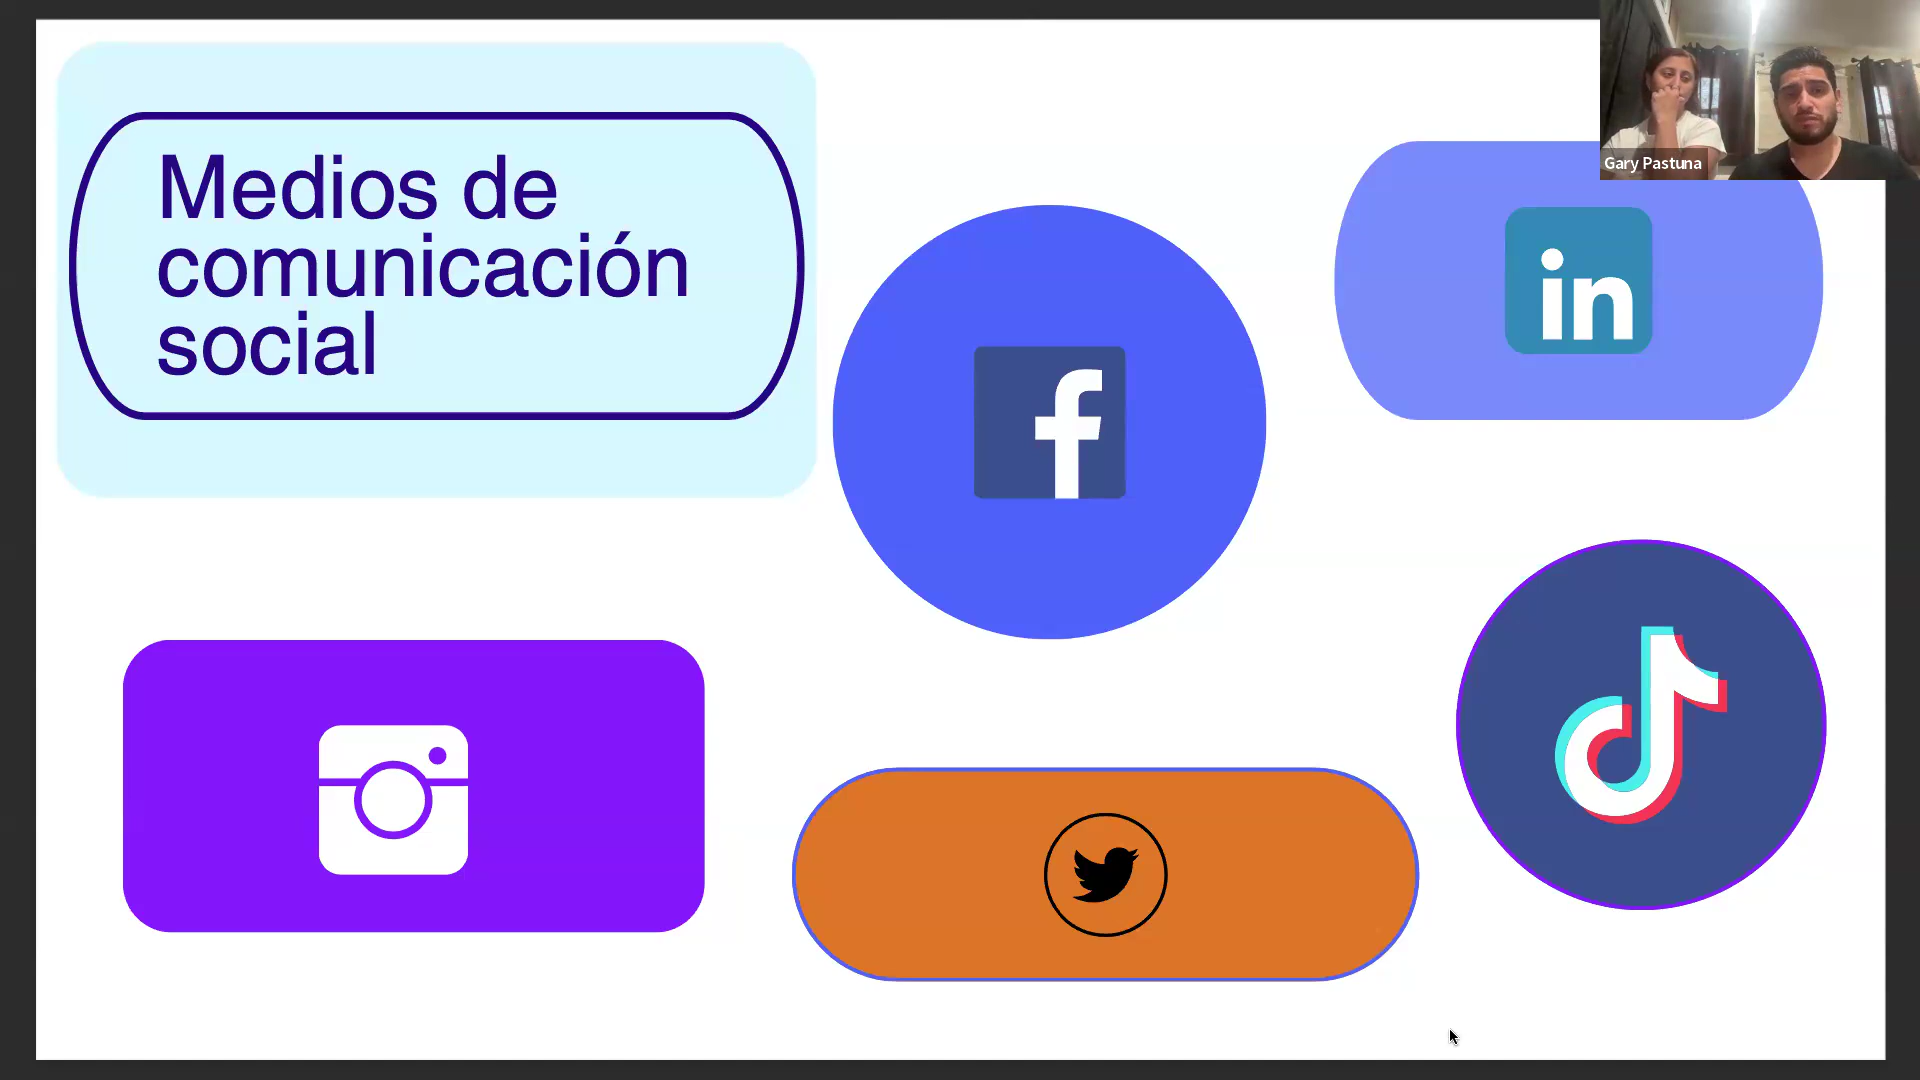 Medios de
comunicación
social
f
in
Gary Pastuna